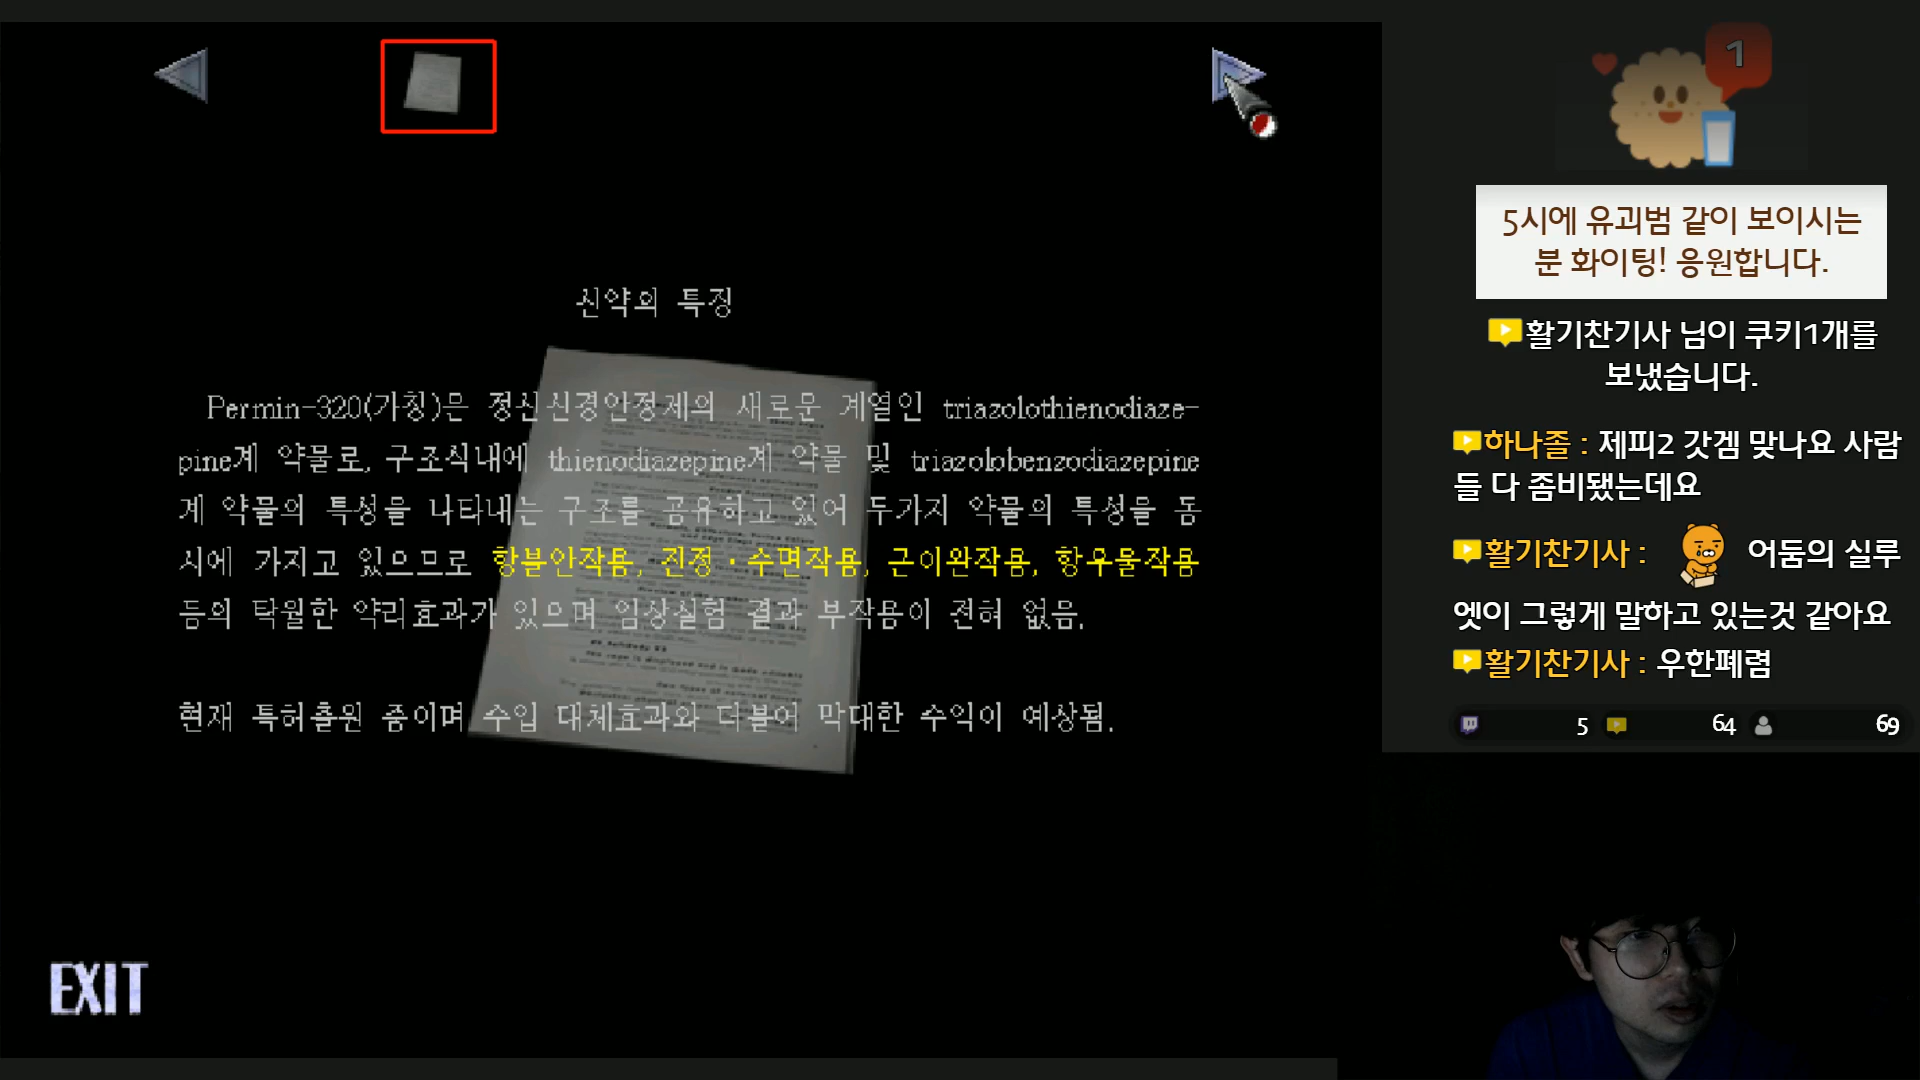 신약의 특징
Permin-320(가칭)은 정신신경안정제의 새로운 계열인 triazolothienodiaze-
pine계 약물로, 구조식내에 thienodiazepine계 약물 및 triazolobenzodiazepine
계 약물의 특성을 나타내는 구조를 공유하고 있어 두가지 약물의 특성을 동
시에 가지고 있으므로 항불안작용, 진정·수면작용, 근이완작용, 항우울작용
등의 탁월한 약리효과가 있으며 임상실험 결과 부작용이 전혀 없음.
현재 특허출원 중이며 수입 대체효과와 더불어 막대한 수익이 예상됨.
EXIT
1
5시에 유괴범 같이 보이시는
분 화이팅! 응원합니다.
활기찬기사 님이 쿠키1개를
보냈습니다.
하나졸 : 제피2 갓겜 맞나요 사람
들 다 좀비됐는데요
활기찬기사 : 어둠의 실루
엣이 그렇게 말하고 있는것 같아요
활기찬기사 : 우한폐렴
5 64 69